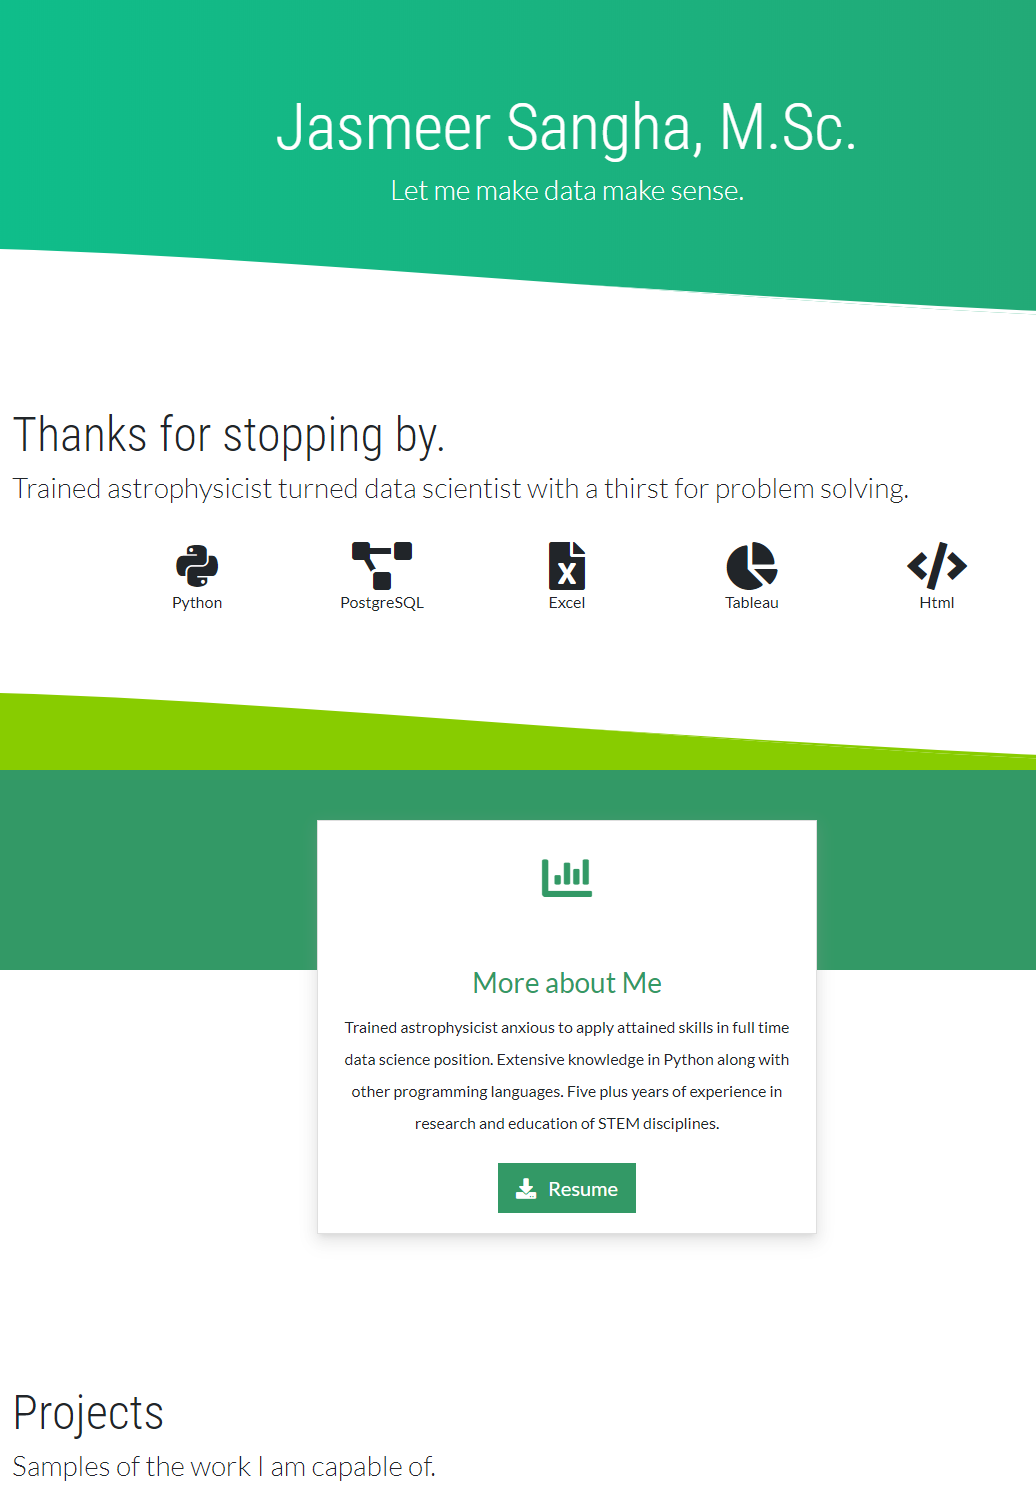 Jasmeer Sangha, M.Sc.
Let me make data make sense.
Thanks for stopping by.
Trained astrophysicist turned data scientist with a thirst for problem solving.
Python PostgreSQL Excel Tableau Html
More about Me
Trained astrophysicist anxious to apply attained skills in full time
data science position. Extensive knowledge in Python along with
other programming languages. Five plus years of experience in
research and education of STEM disciplines.
Resume
Projects
Samples of the work I am capable of.